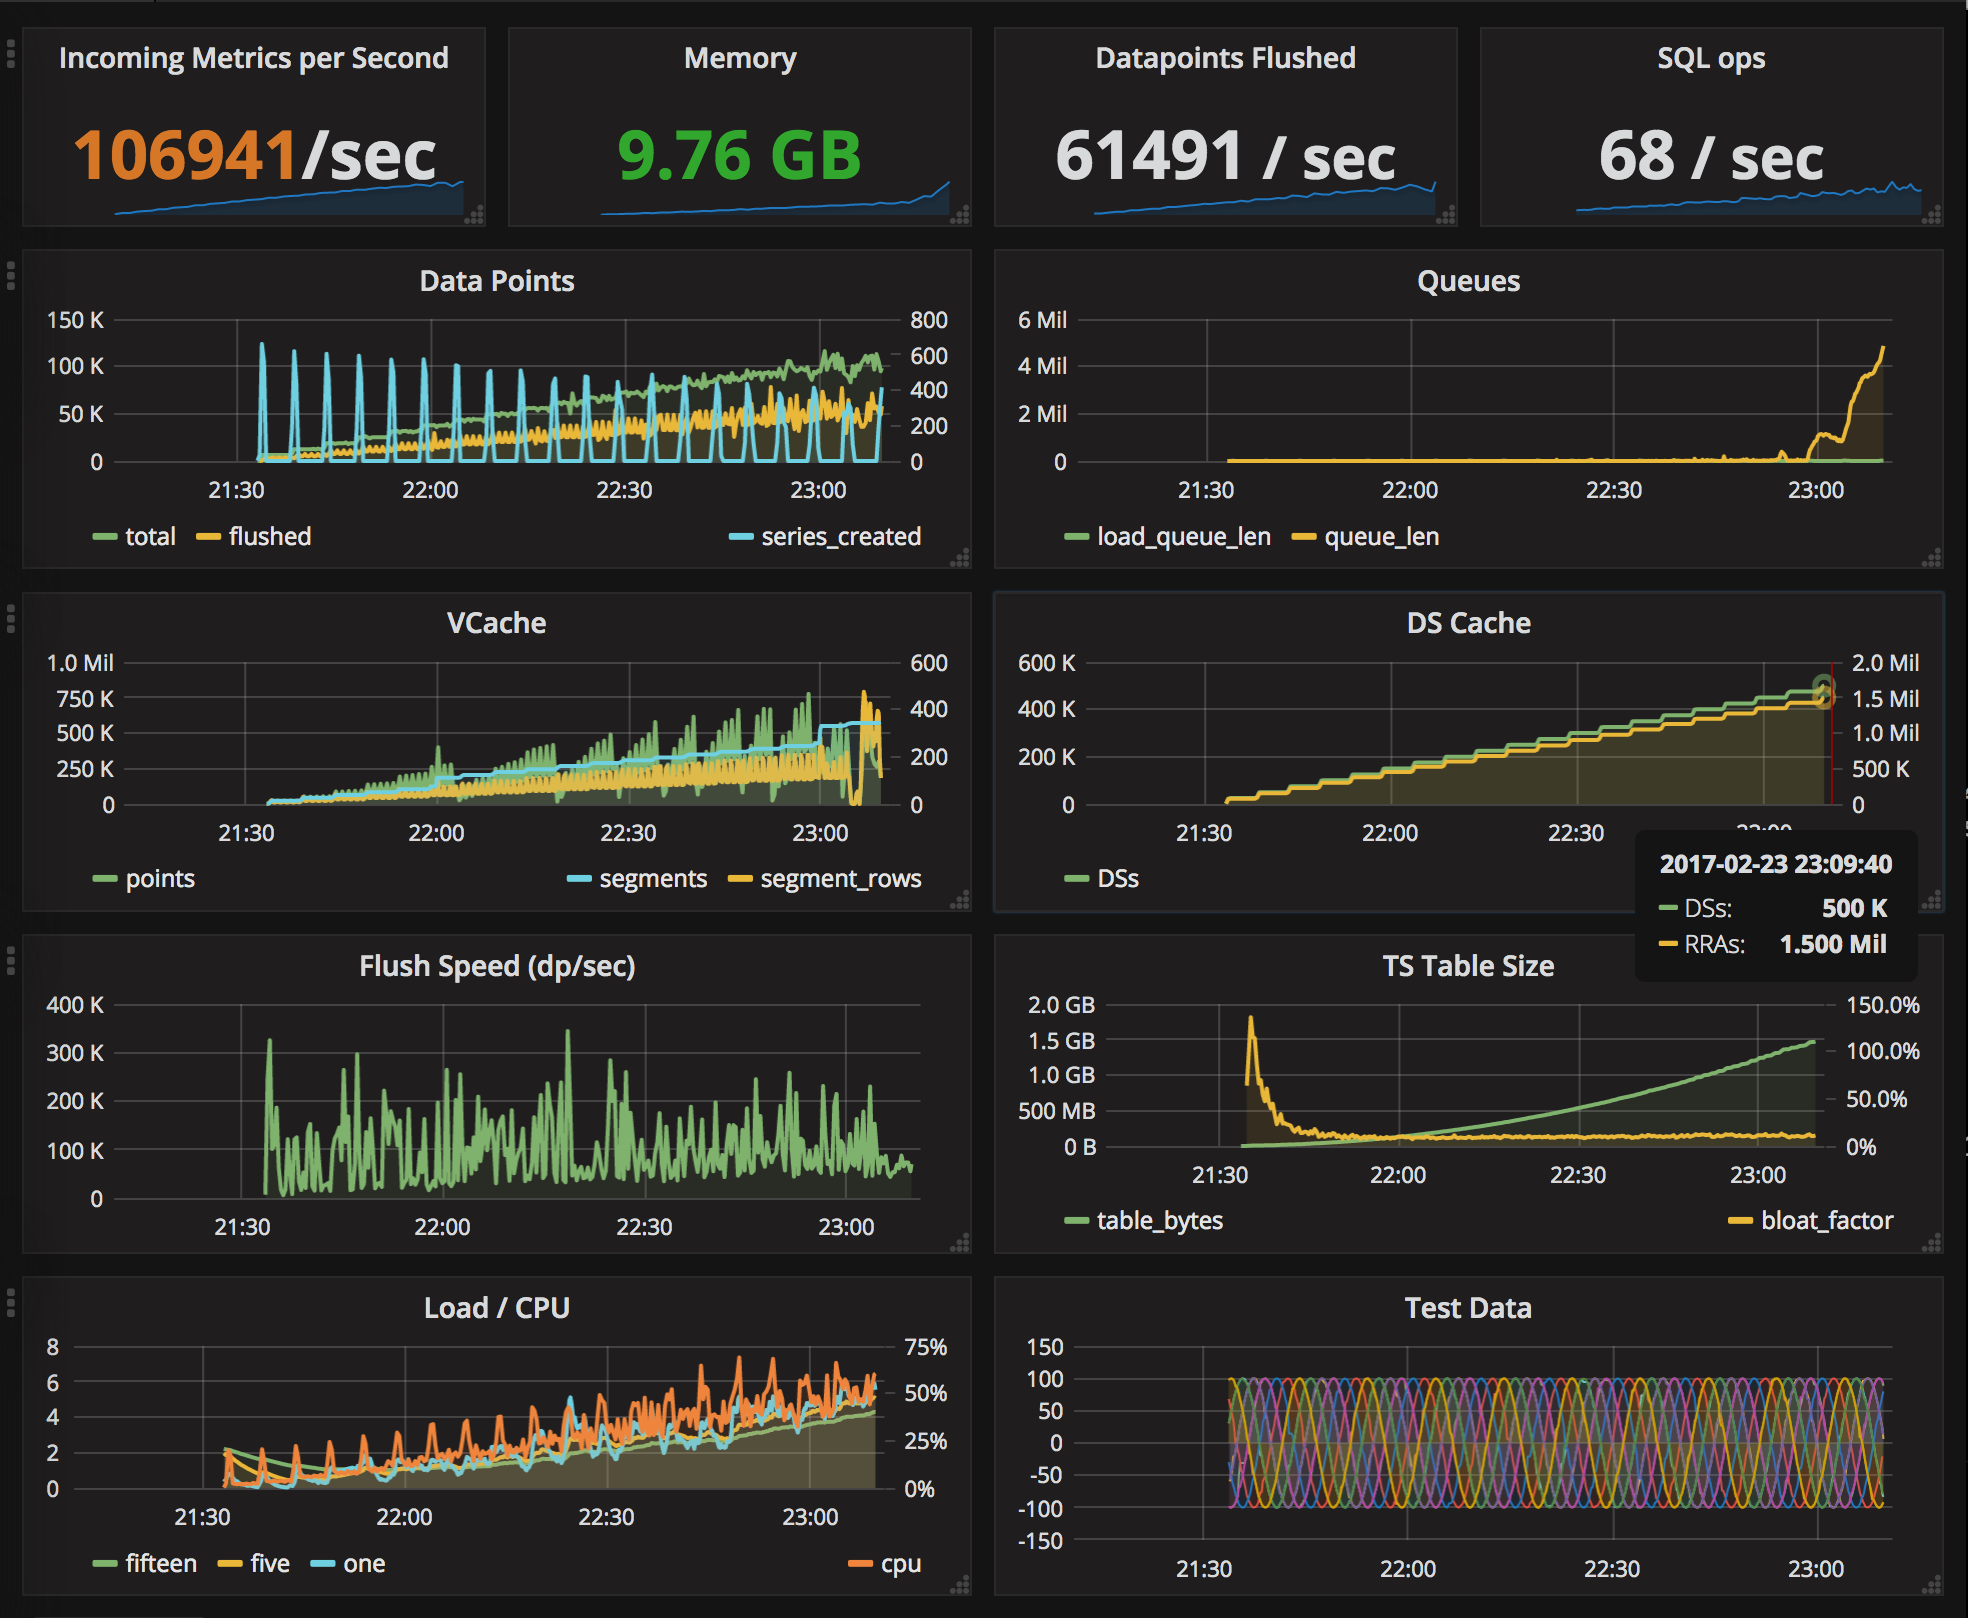 Incoming Metrics per Second
106941/sec
Memory
9.76 GB
Datapoints Flushed
61491 / sec
SQL ops
68 / sec
Data Points
150 K
100 K
50 K
0
800
600
400
200
0
21:30 22:00 22:30 23:00
total flushed series_created
Queues
6 Mil
4 Mil
2 Mil
0
21:30 22:00 22:30 23:00
load_queue_len queue_len
VCache
1.0 Mil
750 K
500 K
250 K
0
600
400
200
0
21:30 22:00 22:30 23:00
points segments segment_rows
DS Cache
600 K
400 K
200 K
0
2.0 Mil
1.5 Mil
1.0 Mil
500 K
0
21:30 22:00 22:30 23:00
DSs
2017-02-23 23:09:40
DSs: 500 K
RRAs: 1.500 Mil
Flush Speed (dp/sec)
400 K
300 K
200 K
100 K
0
21:30 22:00 22:30 23:00
TS Table Size
2.0 GB
1.5 GB
1.0 GB
500 MB
0 B
150.0%
100.0%
50.0%
0%
21:30 22:00 22:30 23:00
table_bytes bloat_factor
Load / CPU
8
6
4
2
0
75%
50%
25%
0%
21:30 22:00 22:30 23:00
fifteen five one cpu
Test Data
150
100
50
0
-50
-100
-150
21:30 22:00 22:30 23:00